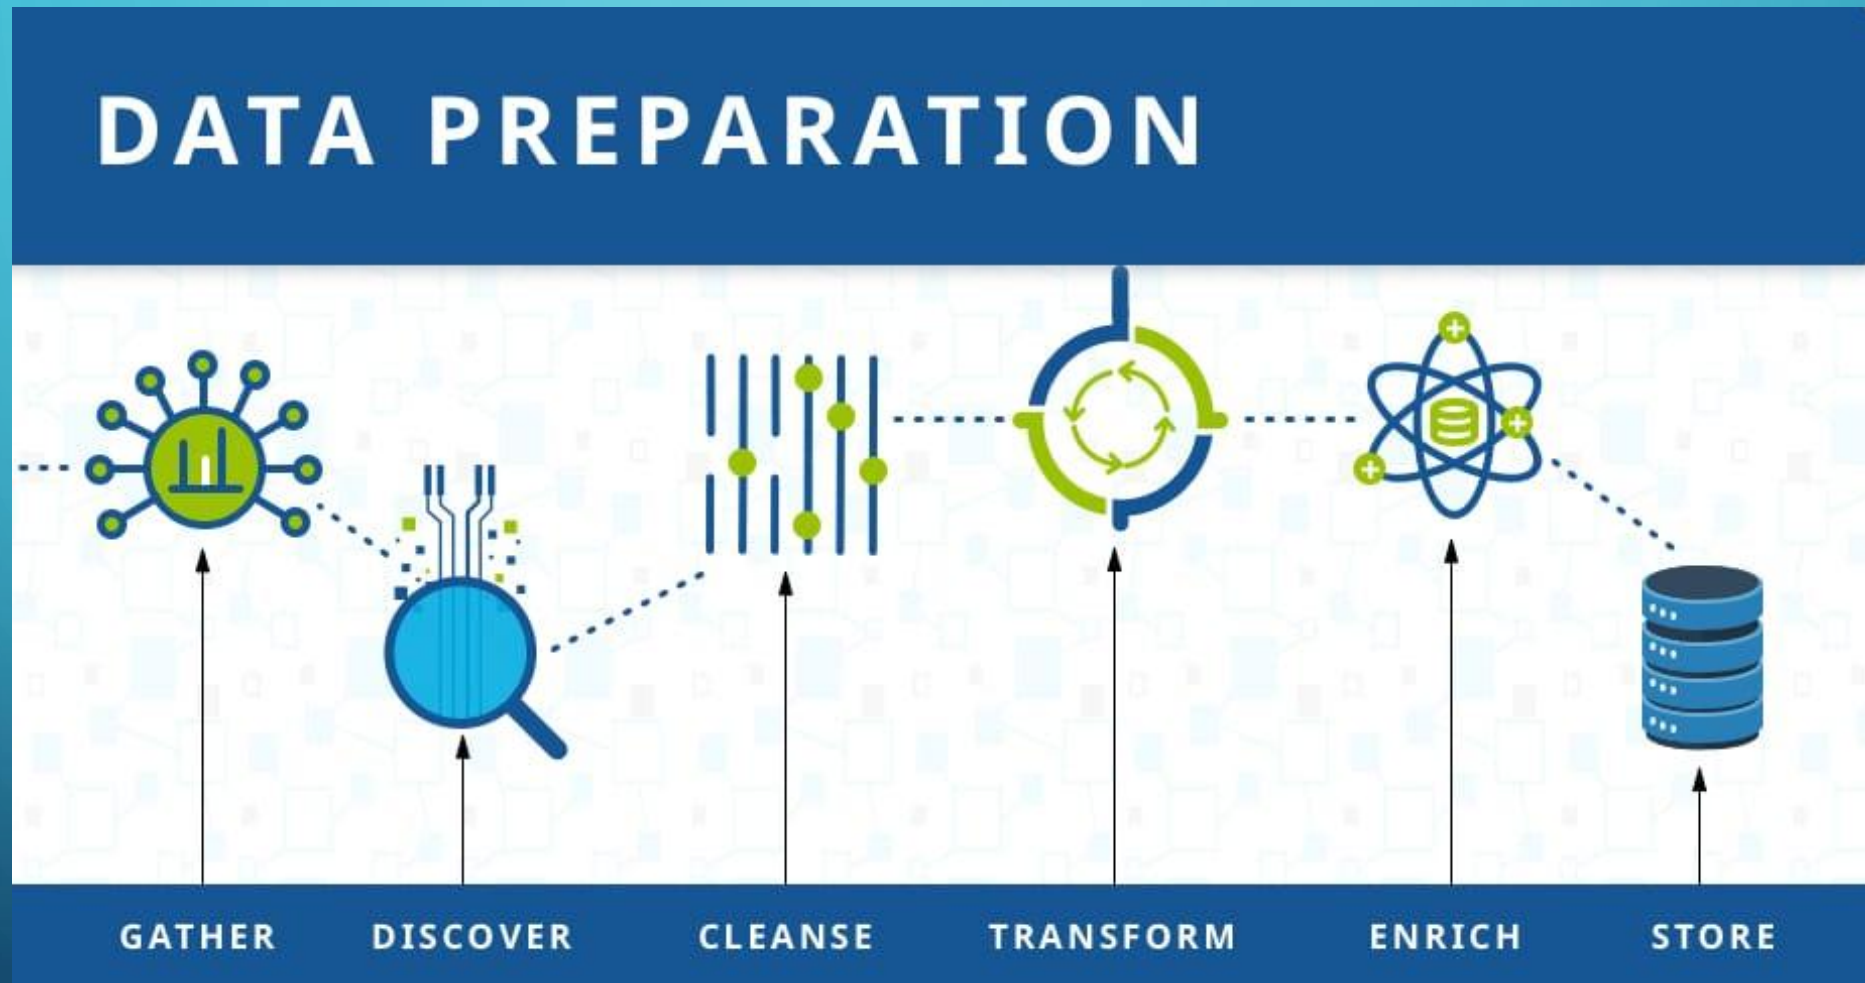 DATA PREPARATION
GATHER DISCOVER CLEANSE TRANSFORM ENRICH STORE